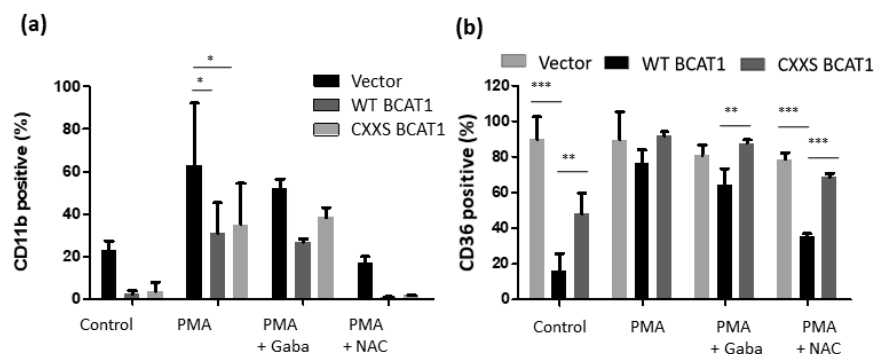 (a)
* 
*
Vector
WT BCAT1
CXXS BCAT1
CD11b positive (%)
100
80
60
40
20
0
Control
PMA
PMA
+ Gaba
PMA
+ NAC
(b)
Vector
WT BCAT1
CXXS BCAT1
***
**
**
***
***
CD36 positive (%)
100
80
60
40
20
0
Control
PMA
PMA
+ Gaba
PMA
+ NAC